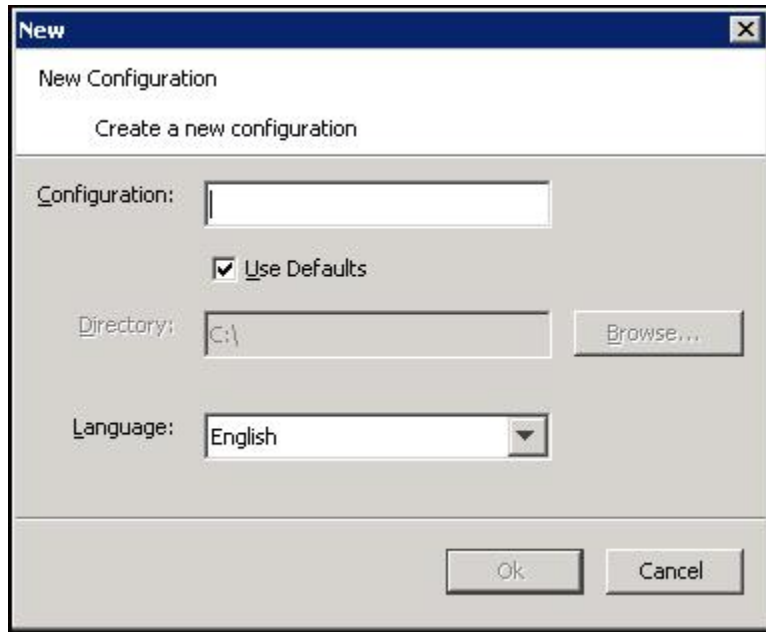 New
New Configuration
Create a new configuration
Configuration:
Use Defaults
Directory: C:\ Browse...
Language: English
Ok Cancel